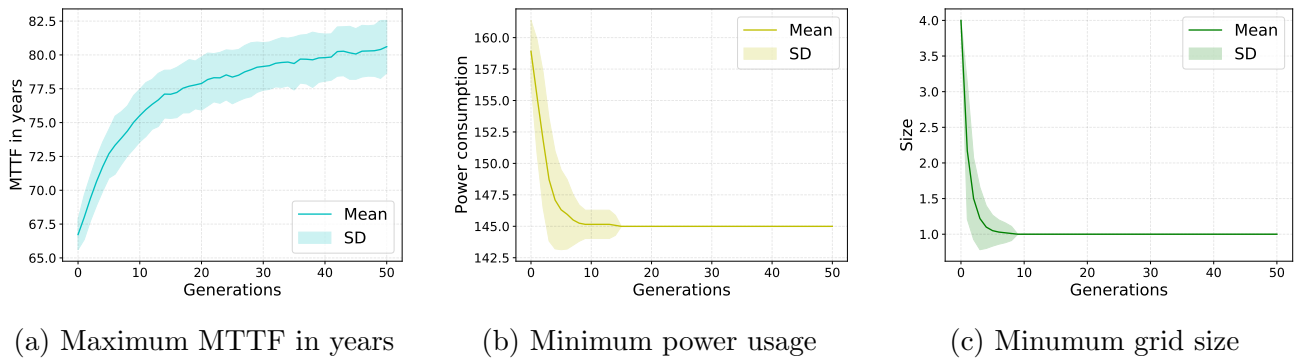 82.5
80.0
77.5
75.0
72.5
70.0
67.5
65.0
MTTF in years
0 10 20 30 40 50
Generations
Mean
SD
(a) Maximum MTTF in years
160.0
157.5
155.0
152.5
150.0
147.5
145.0
142.5
Power consumption
0 10 20 30 40 50
Generations
Mean
SD
(b) Minimum power usage
4.0
3.5
3.0
2.5
2.0
1.5
1.0
Size
0 10 20 30 40 50
Generations
Mean
SD
(c) Minumum grid size